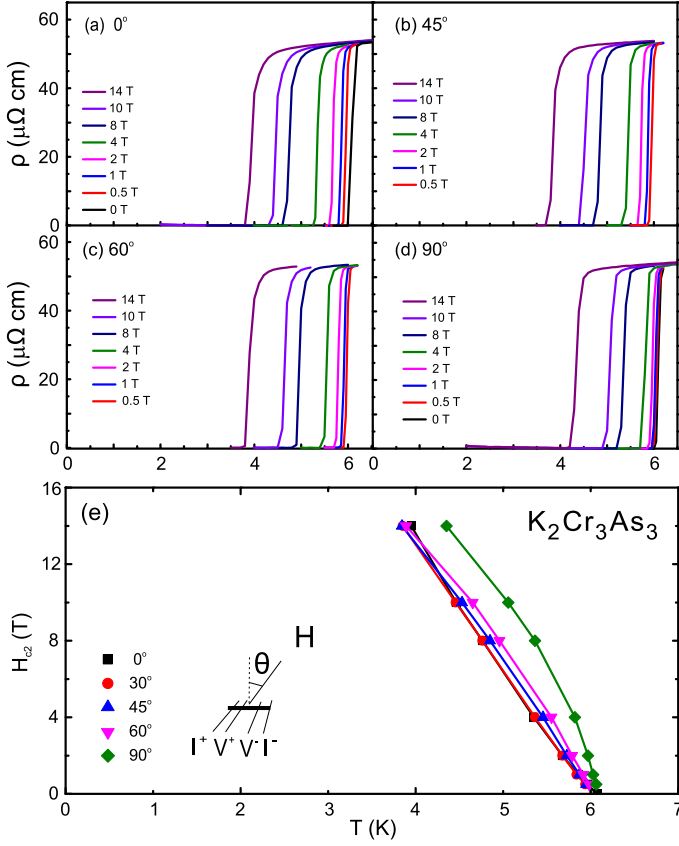 (a) 0°
14 T
10 T
8 T
4 T
2 T
1 T
0.5 T
0 T
ρ (μΩ cm)
60
40
20
0
(b) 45°
14 T
10 T
8 T
4 T
2 T
1 T
0.5 T
(c) 60°
14 T
10 T
8 T
4 T
2 T
1 T
0.5 T
ρ (μΩ cm)
60
40
20
0
0 2 4 6
(d) 90°
14 T
10 T
8 T
4 T
2 T
1 T
0.5 T
0 T
0 2 4 6
(e)
K₂Cr₃As₃
H
θ
I⁺ V⁺ V⁻ I⁻
0°
30°
45°
60°
90°
H꜀₂ (T)
16
12
8
4
0
0 1 2 3 4 5 6 7
T (K)